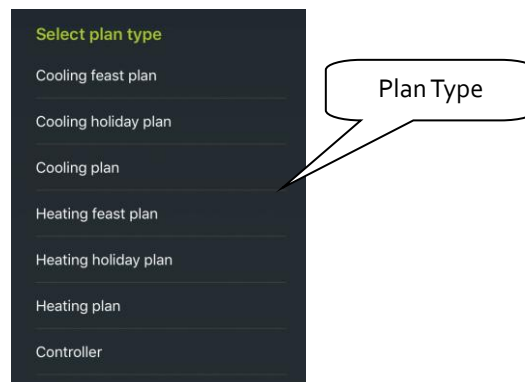 Select plan type
Cooling feast plan
Cooling holiday plan
Cooling plan
Heating feast plan
Heating holiday plan
Heating plan
Controller
Plan Type